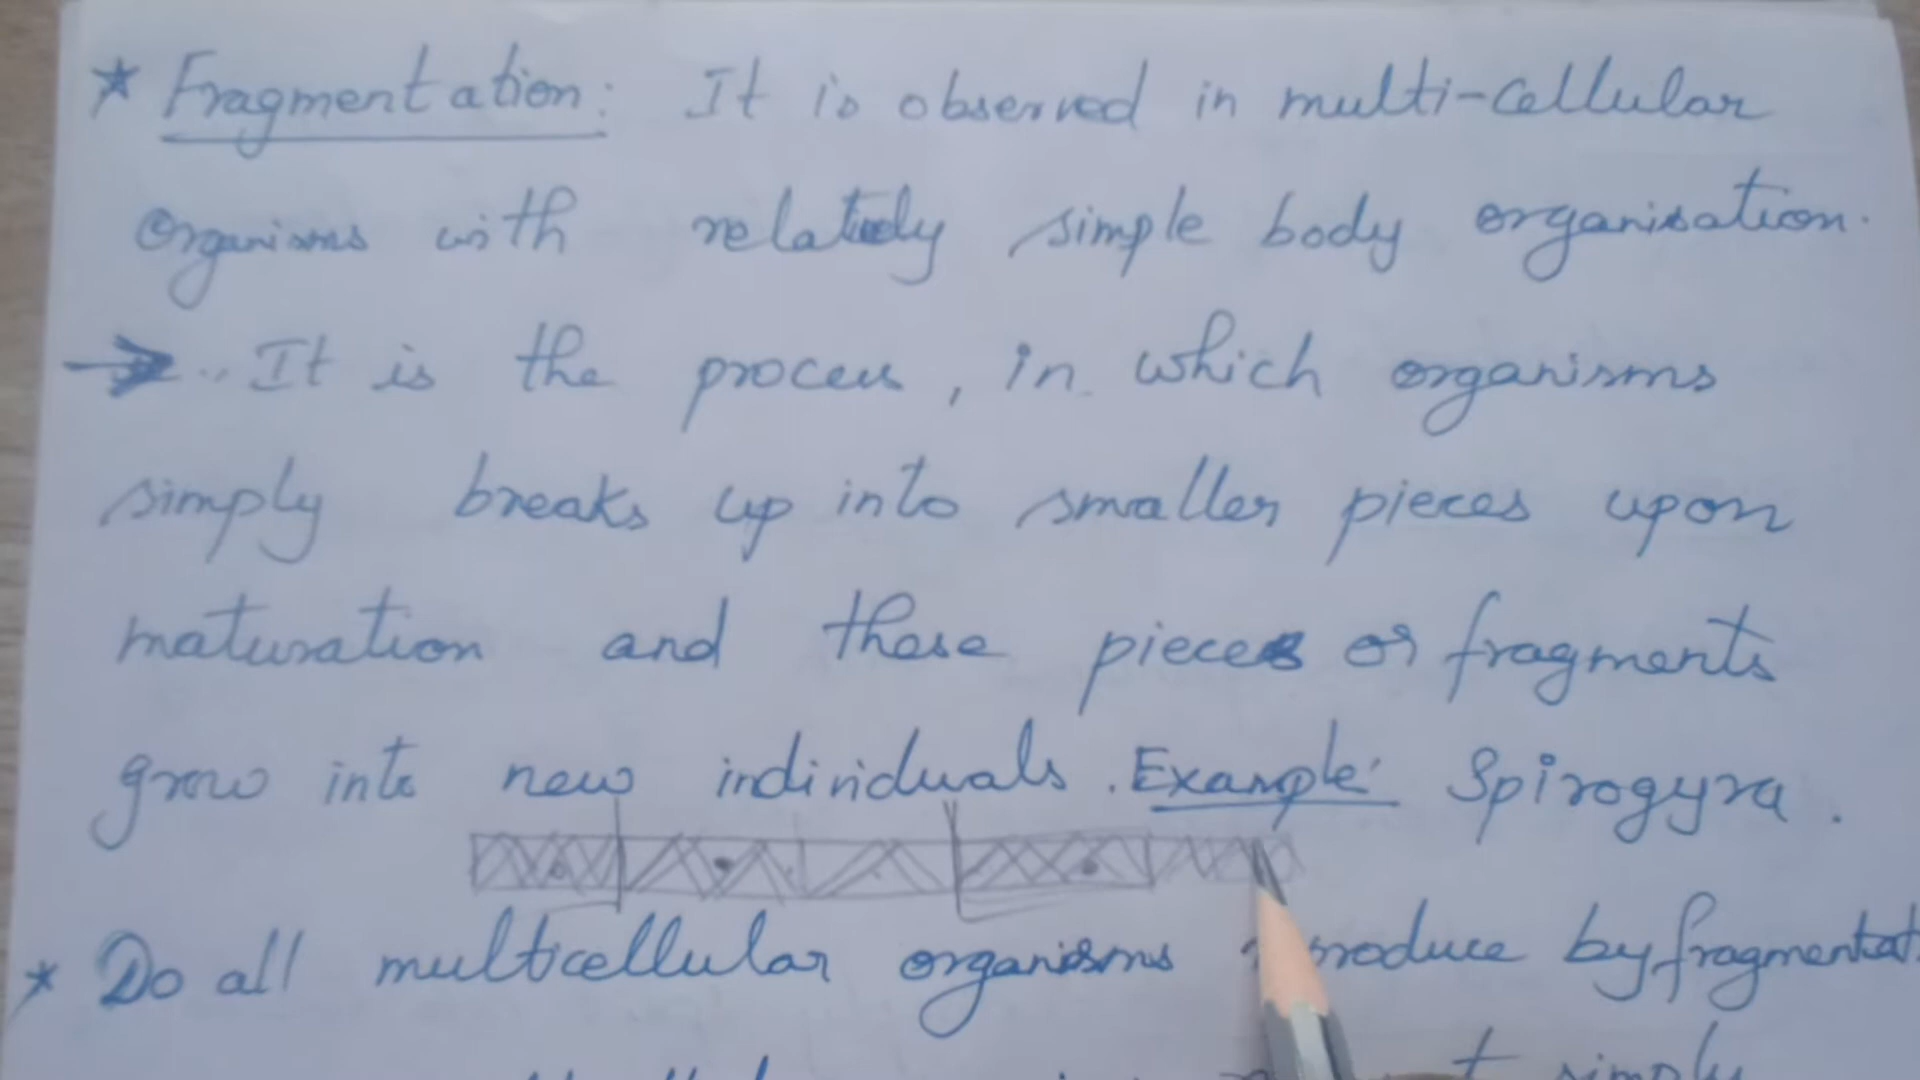 * Fragmentation: It is observed in multi-cellular
organisms with relatively simple body organisation.
→ .. It is the process, in which organisms
simply breaks up into smaller pieces upon
maturation and these pieces or fragments
grow into new individuals. Example: Spirogyra.
* Do all multicellular organisms by fragmentat
simply